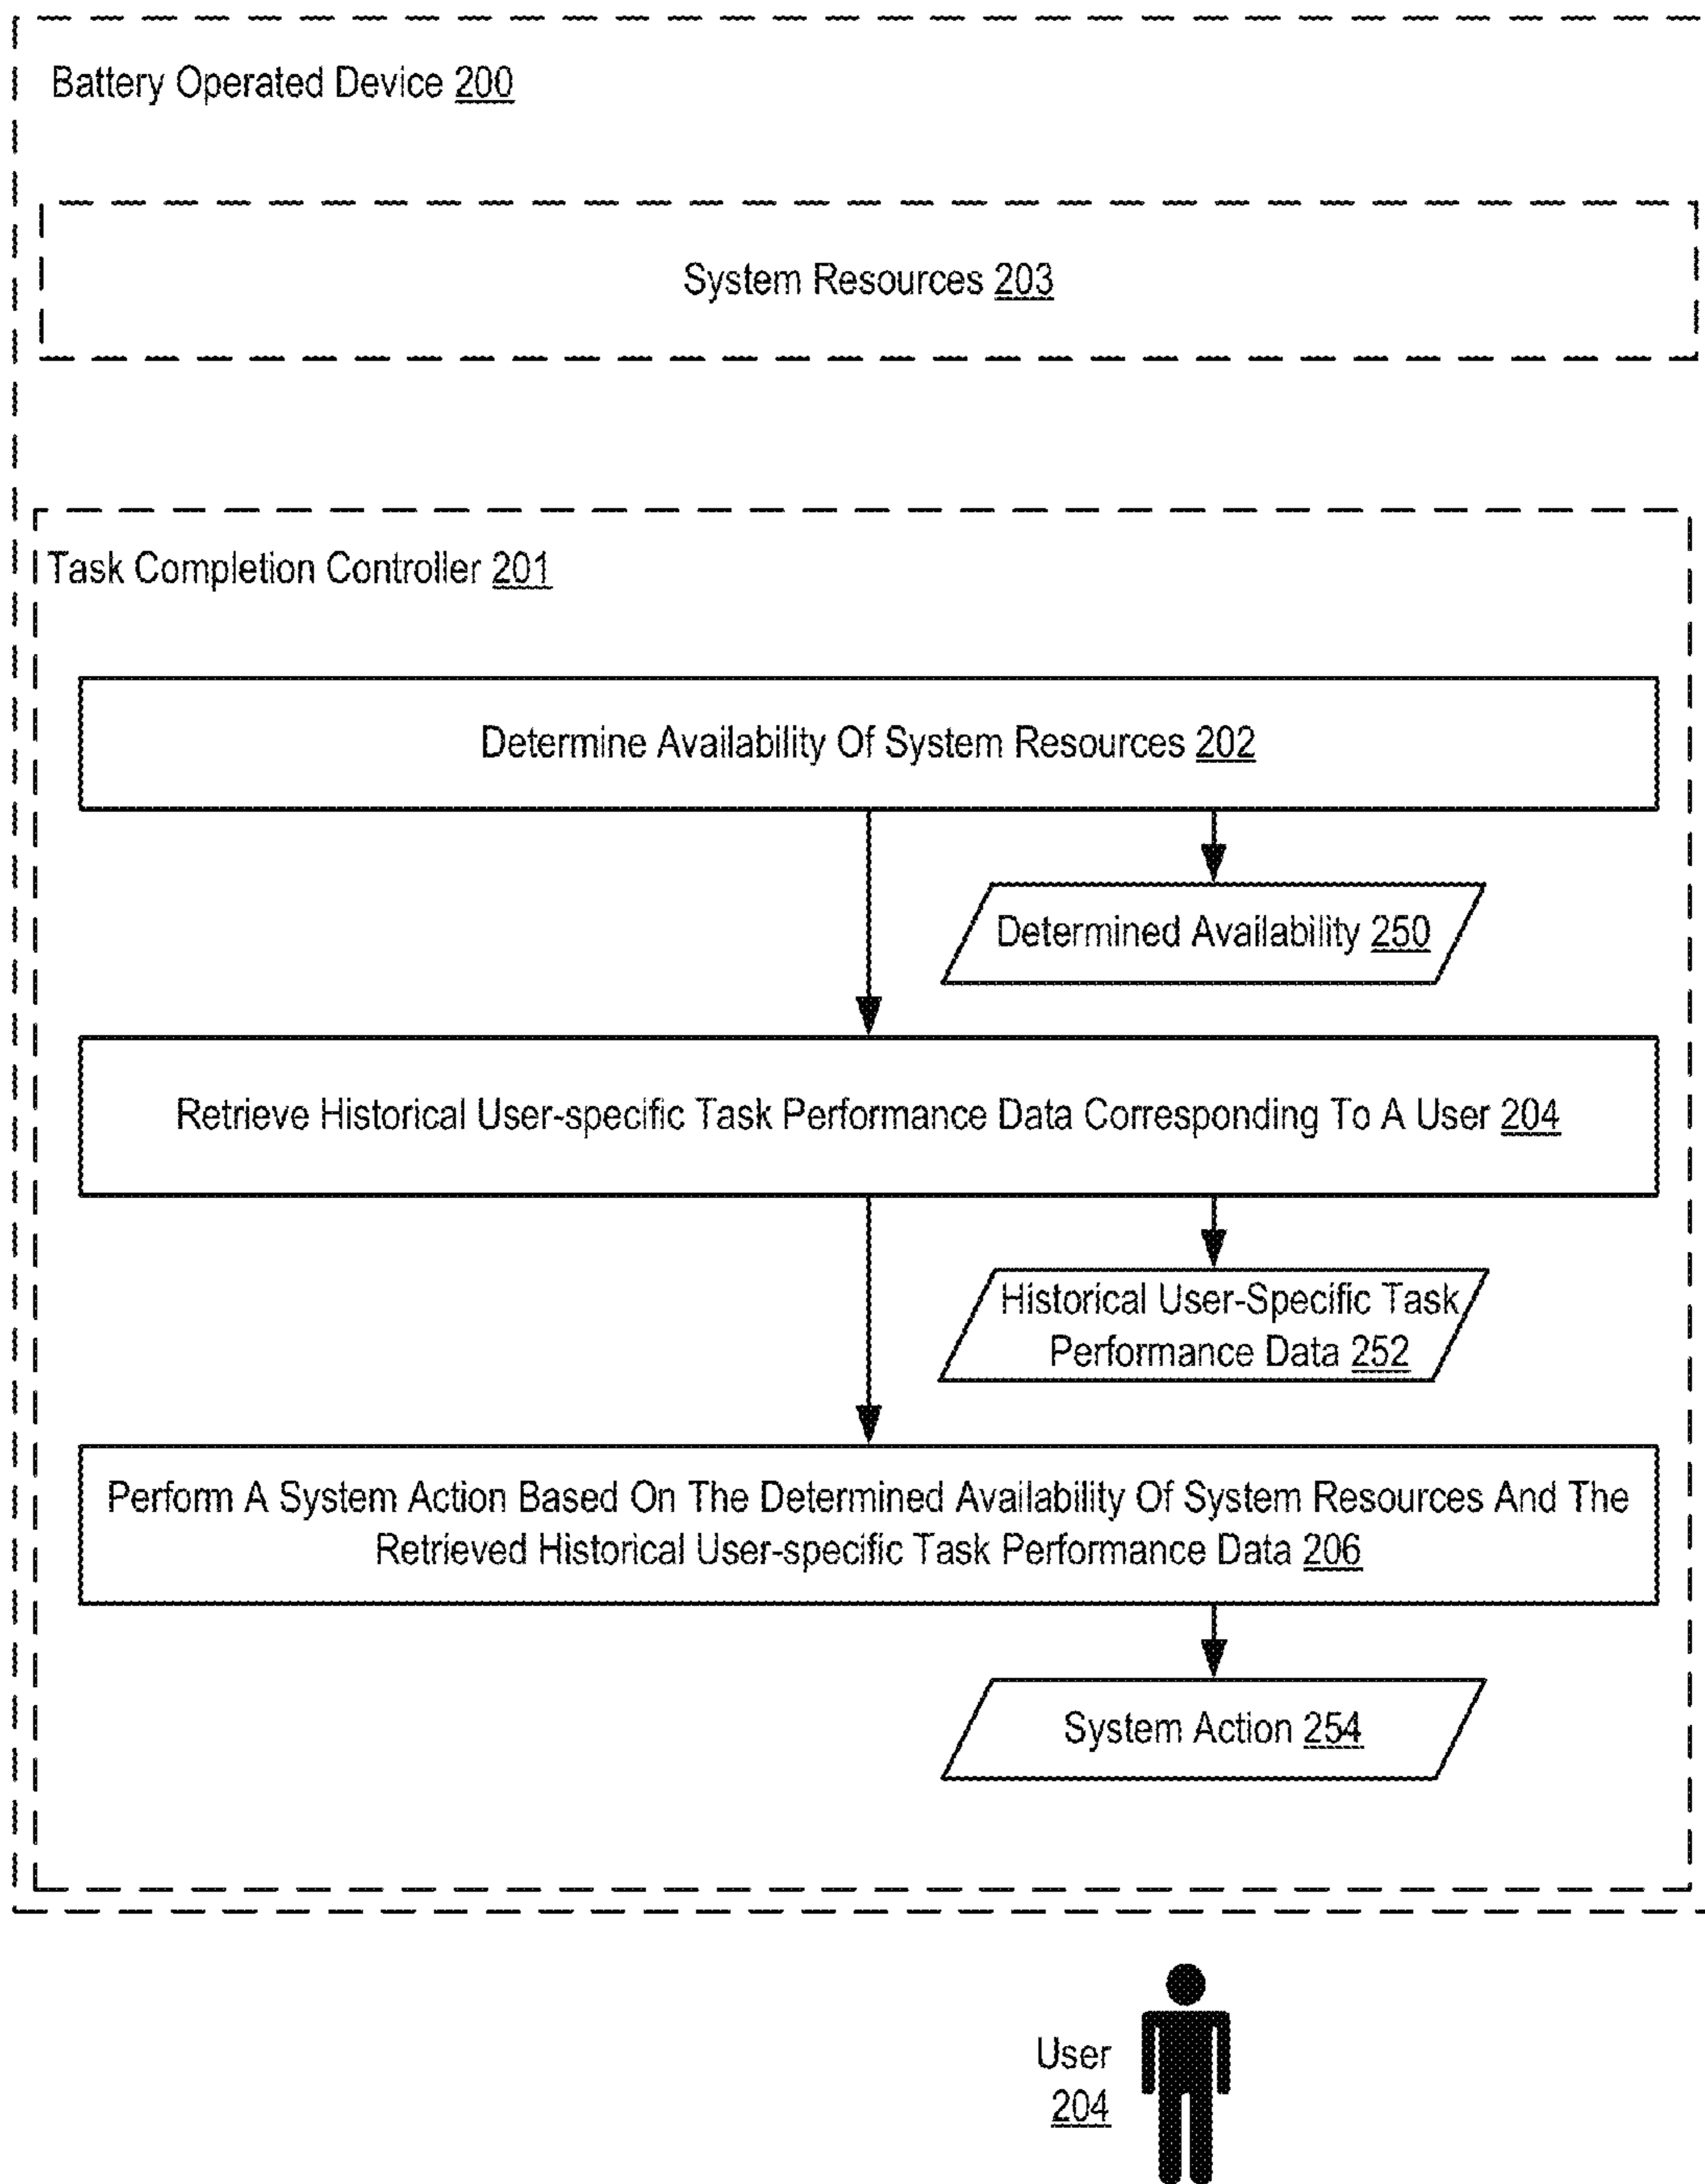 Battery Operated Device 200
System Resources 203
Task Completion Controller 201
Determine Availability Of System Resources 202
Determined Availability 250
Retrieve Historical User-specific Task Performance Data Corresponding To A User 204
Historical User-Specific Task
Performance Data 252
Perform A System Action Based On The Determined Availability Of System Resources And The
Retrieved Historical User-specific Task Performance Data 206
System Action 254
User
204